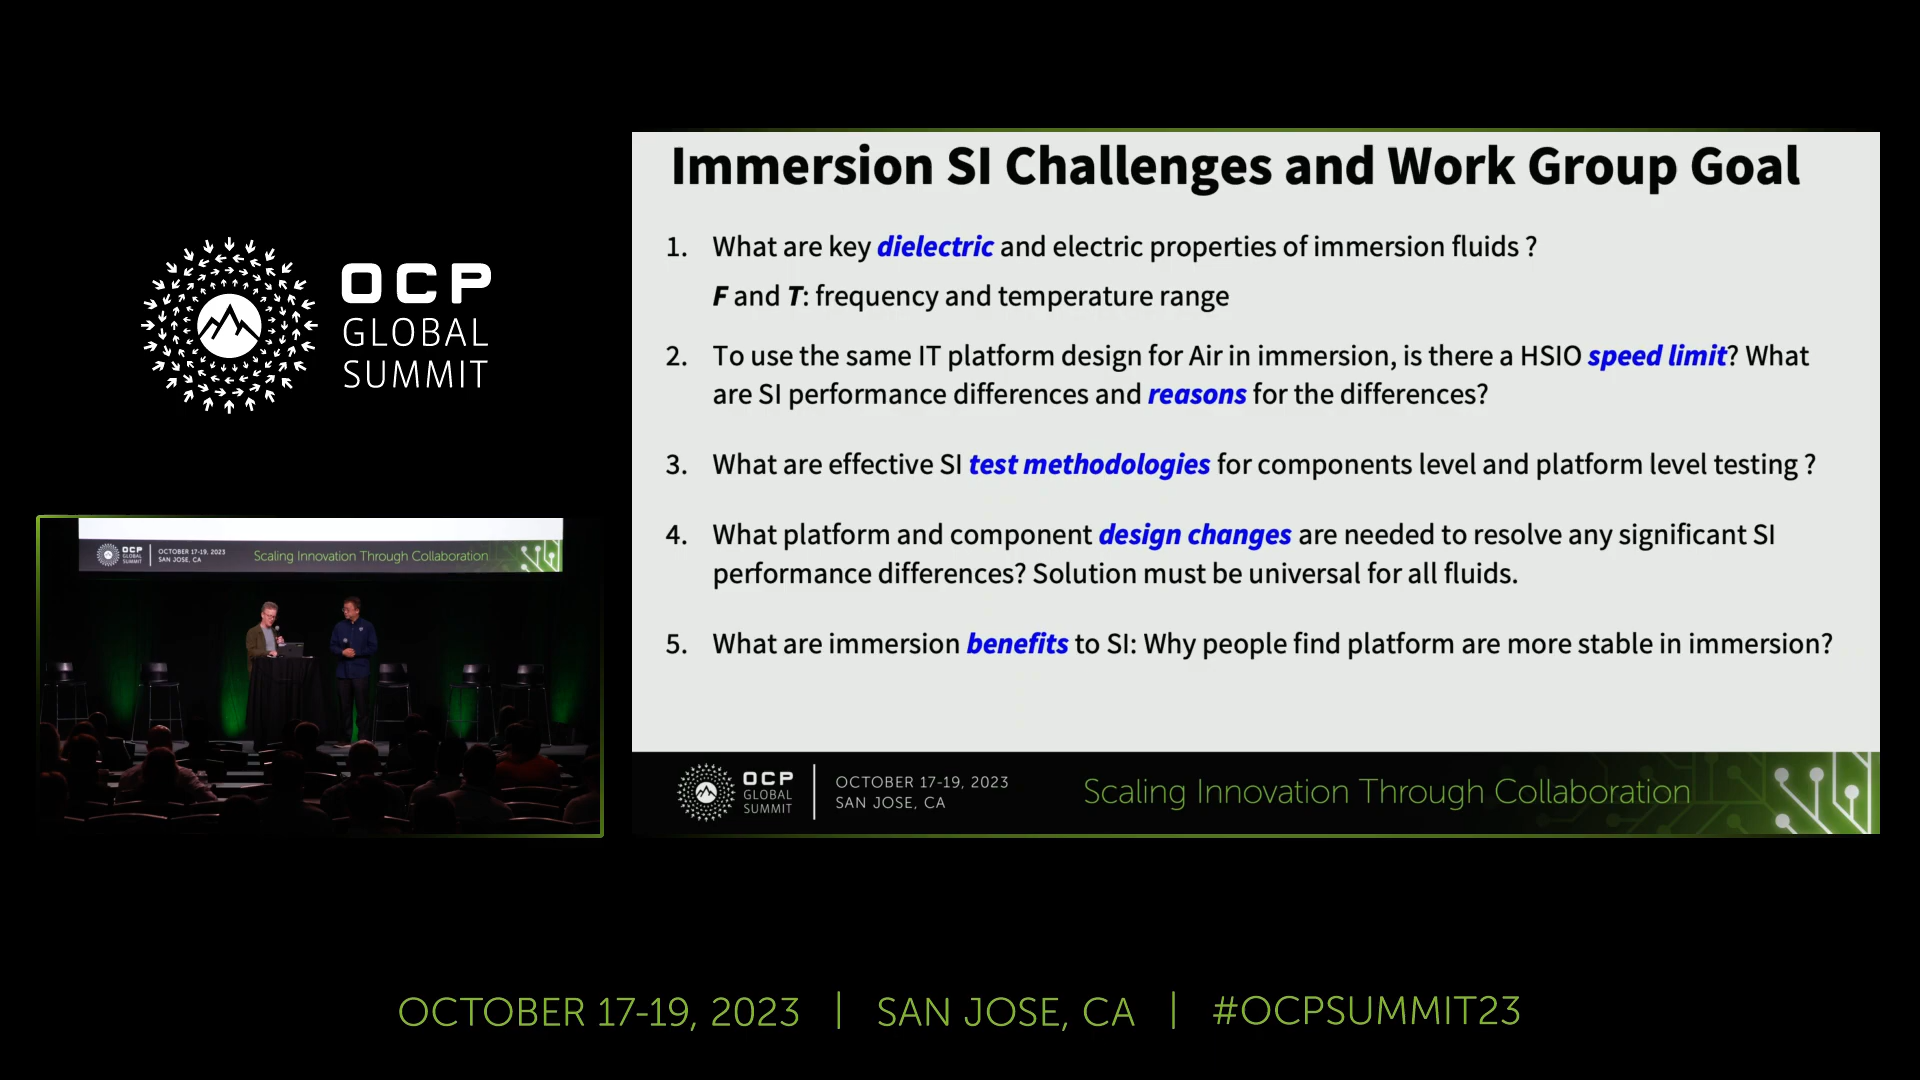 OCP
GLOBAL
SUMMIT
Immersion SI Challenges and Work Group Goal
1. What are key dielectric and electric properties of immersion fluids ?
F and T: frequency and temperature range
2. To use the same IT platform design for Air in immersion, is there a HSIO speed limit? What
are SI performance differences and reasons for the differences?
3. What are effective SI test methodologies for components level and platform level testing ?
4. What platform and component design changes are needed to resolve any significant SI
performance differences? Solution must be universal for all fluids.
5. What are immersion benefits to SI: Why people find platform are more stable in immersion?
OCP
GLOBAL
SUMMIT
OCTOBER 17-19, 2023
SAN JOSE, CA
Scaling Innovation Through Collaboration
OCP
GLOBAL
SUMMIT
OCTOBER 17-19, 2023
SAN JOSE, CA
Scaling Innovation Through Collaboration
OCTOBER 17-19, 2023 | SAN JOSE, CA | #OCPSUMMIT23